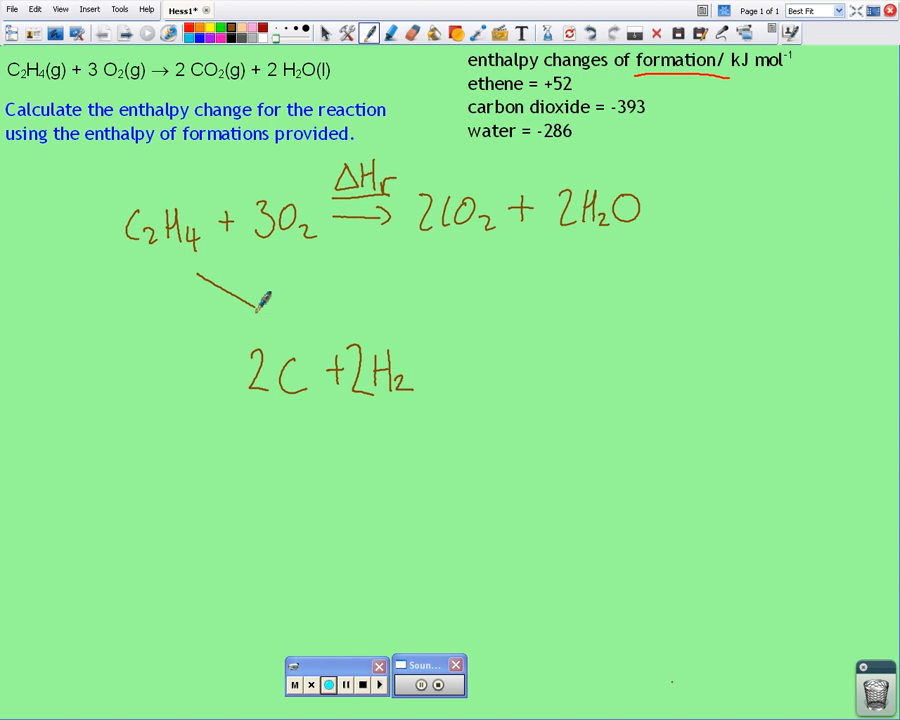 File Edit View Insert Tools Help Hess1* Page 1 of 1 Best Fit
C₂H₄(g) + 3 O₂(g) → 2 CO₂(g) + 2 H₂O(l)
enthalpy changes of formation/ kJ mol⁻¹
ethene = +52
carbon dioxide = -393
water = -286
Calculate the enthalpy change for the reaction
using the enthalpy of formations provided.
ΔHr
C₂H₄ + 3O₂ → 2CO₂ + 2H₂O
2C + 2H₂
Soun...
M